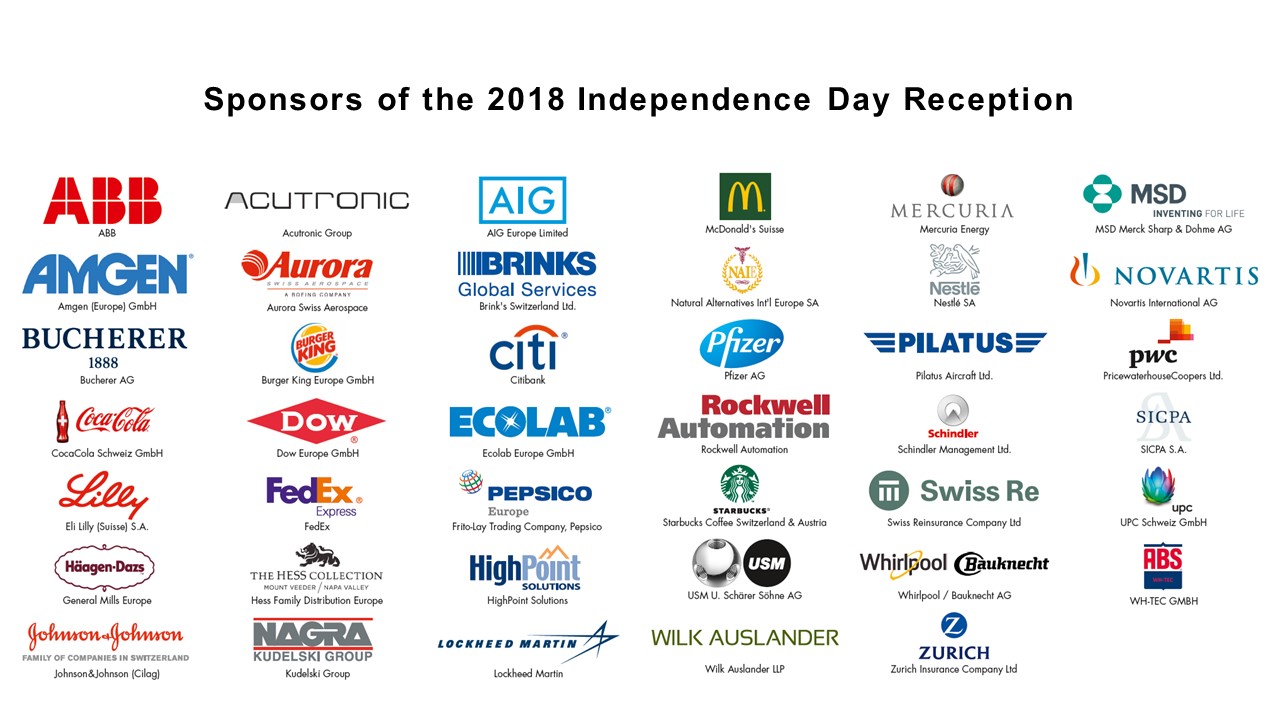 Sponsors of the 2018 Independence Day Reception
ABB
ABB
ACUTRONIC
Acutronic Group
AIG
AIG Europe Limited
M
McDonald's Suisse
MERCURIA
Mercuria Energy
MSD
INVENTING FOR LIFE
MSD Merck Sharp & Dohme AG
AMGEN®
Amgen (Europe) GmbH
Aurora
SWISS AEROSPACE
A BOEING COMPANY
Aurora Swiss Aerospace
BRINKS
Global Services
Brink's Switzerland Ltd.
NAIE
Natural Alternatives Int'l Europe SA
Nestlé
Nestlé SA
NOVARTIS
Novartis International AG
BUCHERER
1888
Bucherer AG
BURGER
KING
Burger King Europe GmbH
citi®
Citibank
Pfizer
Pfizer AG
PILATUS
Pilatus Aircraft Ltd.
pwc
PricewaterhouseCoopers Ltd.
Coca-Cola
CocaCola Schweiz GmbH
Dow
®
Dow Europe GmbH
ECOLAB®
Ecolab Europe GmbH
Rockwell
Automation
Rockwell Automation
Schindler
Schindler Management Ltd.
SICPA
SICPA S.A.
Lilly
Eli Lilly (Suisse) S.A.
FedEx®
Express
FedEx
PEPSICO
Europe
Frito-Lay Trading Company, Pepsico
STARBUCKS®
Starbucks Coffee Switzerland & Austria
Swiss Re
Swiss Reinsurance Company Ltd
upc
UPC Schweiz GmbH
Häagen-Dazs
General Mills Europe
THE HESS COLLECTION
MOUNT VEEDER / NAPA VALLEY
Hess Family Distribution Europe
HighPoint
SOLUTIONS
HighPoint Solutions
USM
USM U. Schärer Söhne AG
Whirlpool Bauknecht
Whirlpool / Bauknecht AG
ABS
WH-TEC
WH-TEC GMBH
Johnson & Johnson
FAMILY OF COMPANIES IN SWITZERLAND
Johnson&Johnson (Cilag)
NAGRA
KUDELSKI GROUP
Kudelski Group
LOCKHEED MARTIN
Lockheed Martin
WILK AUSLANDER
Wilk Auslander LLP
Z
ZURICH
Zurich Insurance Company Ltd